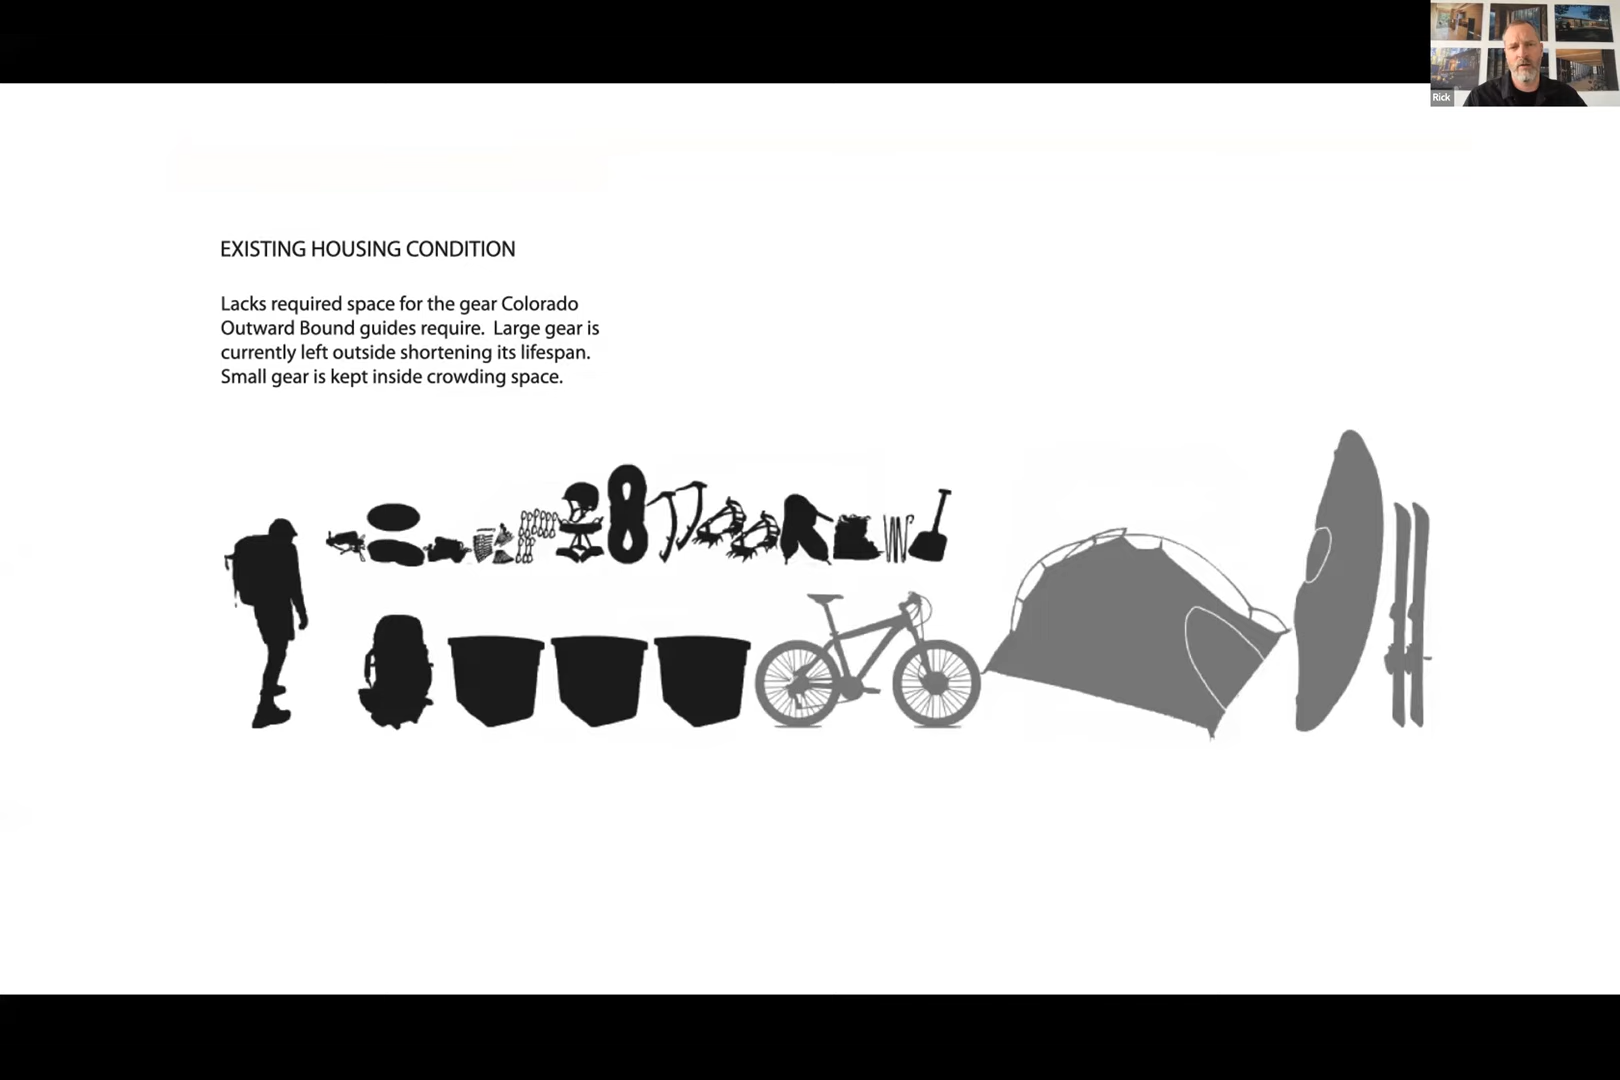 Rick
EXISTING HOUSING CONDITION
Lacks required space for the gear Colorado
Outward Bound guides require.  Large gear is
currently left outside shortening its lifespan.
Small gear is kept inside crowding space.